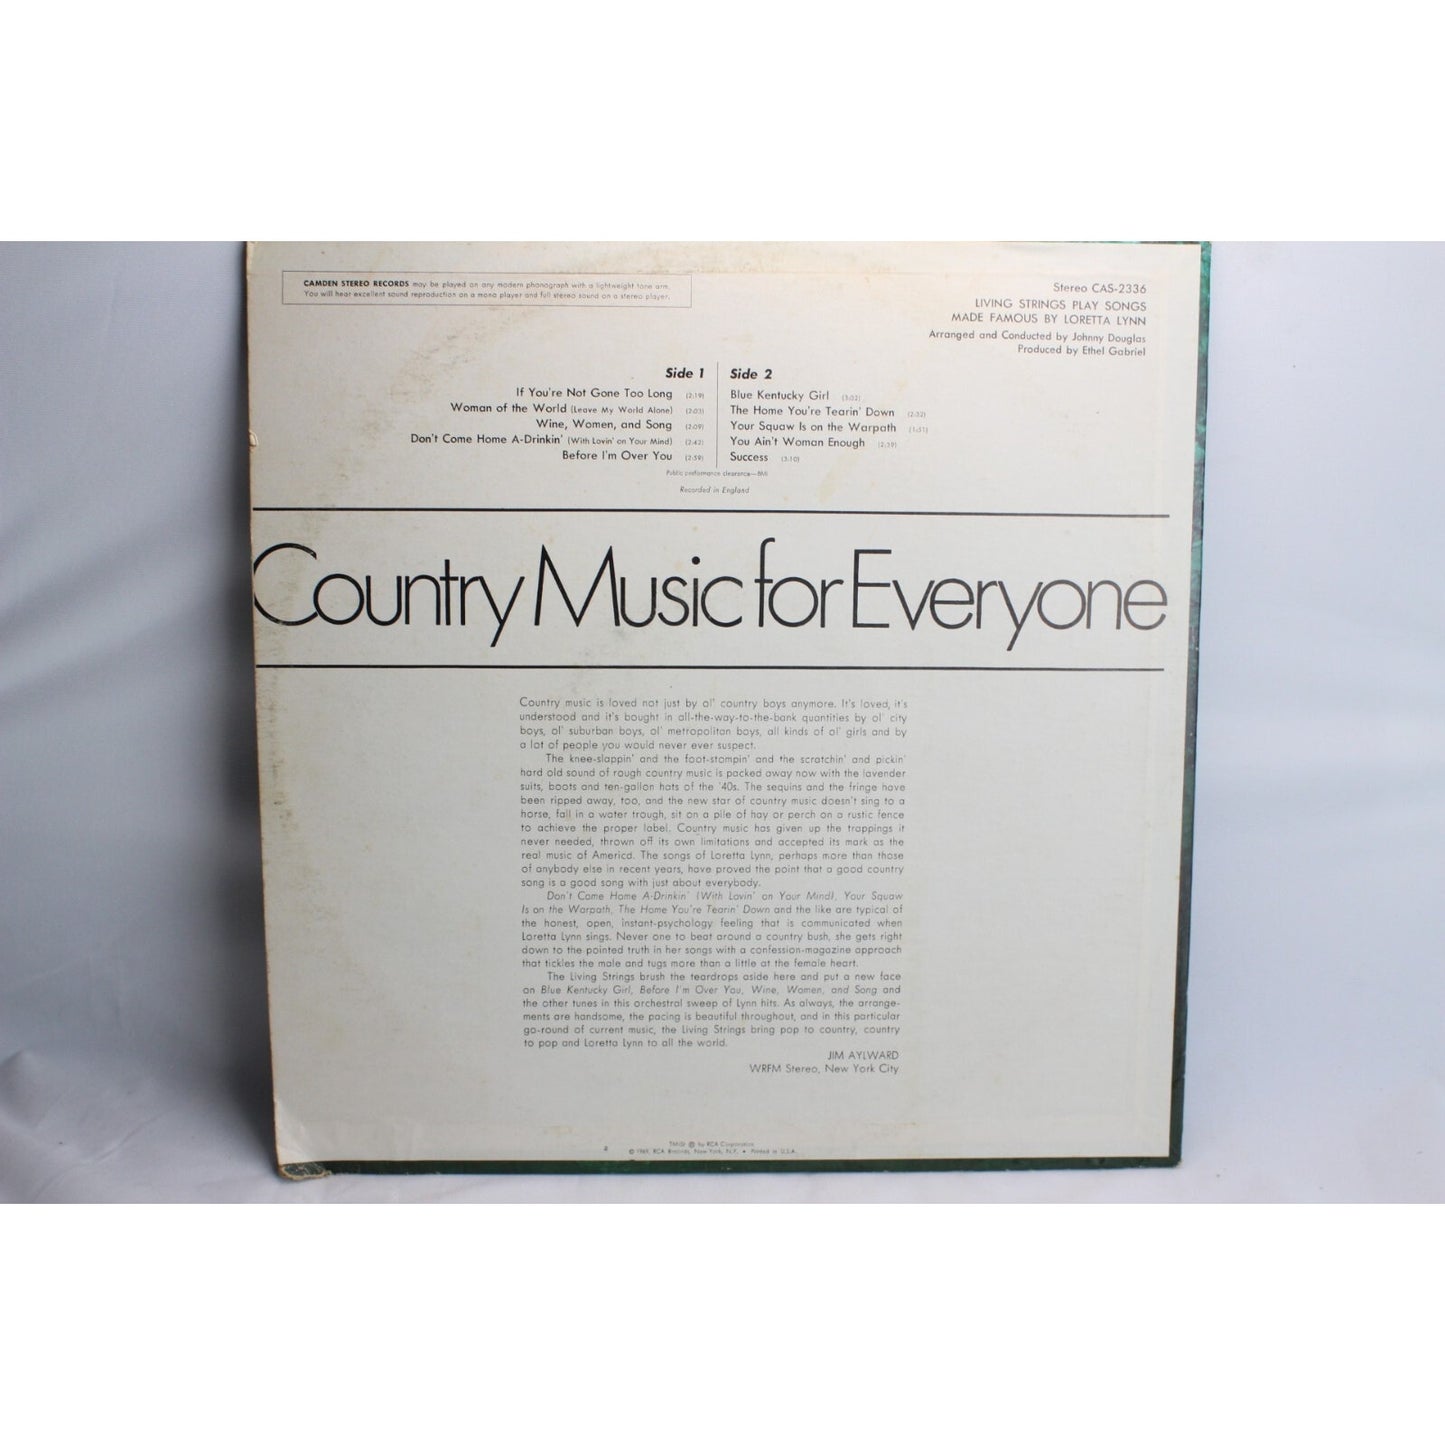 CAMDEN STEREO RECORDS may be played on any modern phonograph with a lightweight tone arm.
You will hear excellent sound reproduction on a mono player and full stereo sound on a stereo player.
Stereo CAS-2336
LIVING STRINGS PLAY SONGS
MADE FAMOUS BY LORETTA LYNN
Arranged and Conducted by Johnny Douglas
Produced by Ethel Gabriel
Side 1
If You're Not Gone Too Long (2:19)
Woman of the World (Leave My World Alone) (2:03)
Wine, Women, and Song (2:09)
Don't Come Home A-Drinkin' (With Lovin' on Your Mind) (2:42)
Before I'm Over You (2:59)
Side 2
Blue Kentucky Girl (3:02)
The Home You're Tearin' Down (2:32)
Your Squaw Is on the Warpath (1:51)
You Ain't Woman Enough
Success (3:10)
Public performance clearance—BMI
Recorded in England
Country Music for Everyone
Country music is loved not just by ol' country boys anymore. It's loved, it's
understood and it's bought in all-the-way-to-the-bank quantities by ol' city
boys, ol' suburban boys, ol' metropolitan boys, all kinds of ol' girls and by
a lot of people you would never ever suspect.
The knee-slappin' and the foot-stompin' and the scratchin' and pickin'
hard old sound of rough country music is packed away now with the lavender
suits, boots and ten-gallon hats of the '40s. The sequins and the fringe have
been ripped away, too, and the new star of country music doesn't sing to a
horse, fall in a water trough, sit on a pile of hay or perch on a rustic fence
to achieve the proper label. Country music has given up the trappings it
never needed, thrown off its own limitations and accepted its mark as the
real music of America. The songs of Loretta Lynn, perhaps more than those
of anybody else in recent years, have proved the point that a good country
song is a good song with just about everybody.
Don't Come Home A-Drinkin' (With Lovin' on Your Mind), Your Squaw
Is on the Warpath, The Home You're Tearin' Down and the like are typical of
the honest, open, instant-psychology feeling that is communicated when
Loretta Lynn sings. Never one to beat around a country bush, she gets right
down to the pointed truth in her songs with a confession-magazine approach
that tickles the male and tugs more than a little at the female heart.
The Living Strings brush the teardrops aside here and put a new face
on Blue Kentucky Girl, Before I'm Over You, Wine, Women, and Song and
the other tunes in this orchestral sweep of Lynn hits. As always, the arrange-
ments are handsome, the pacing is beautiful throughout, and in this particular
go-round of current music, the Living Strings bring pop to country, country
to pop and Loretta Lynn to all the world.
JIM AYLWARD
WRFM Stereo, New York City
TM(s) ® by RCA Corporation
2 © 1969, RCA Records, New York, N.Y. • Printed in U.S.A.